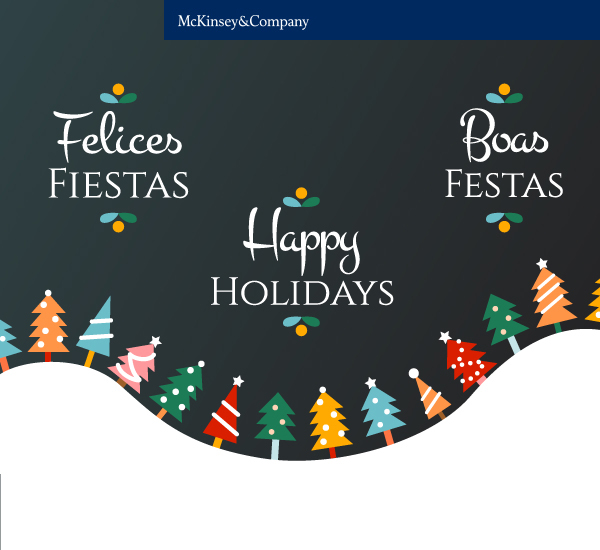 McKinsey&Company
Felices
FIESTAS
Boas
FESTAS
Happy
HOLIDAYS